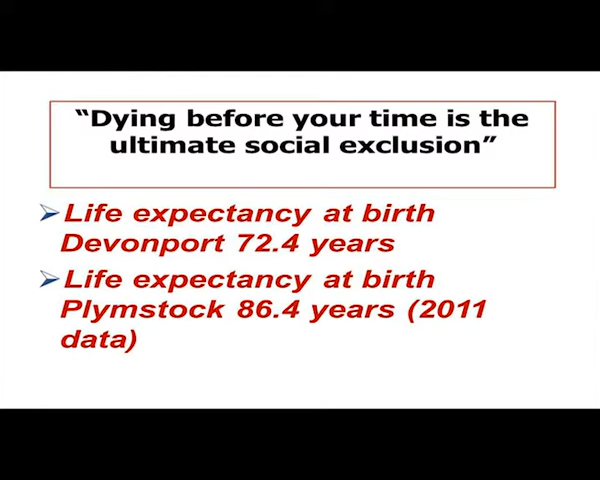 “Dying before your time is the
ultimate social exclusion”
Life expectancy at birth
Devonport 72.4 years
Life expectancy at birth
Plymstock 86.4 years (2011
data)